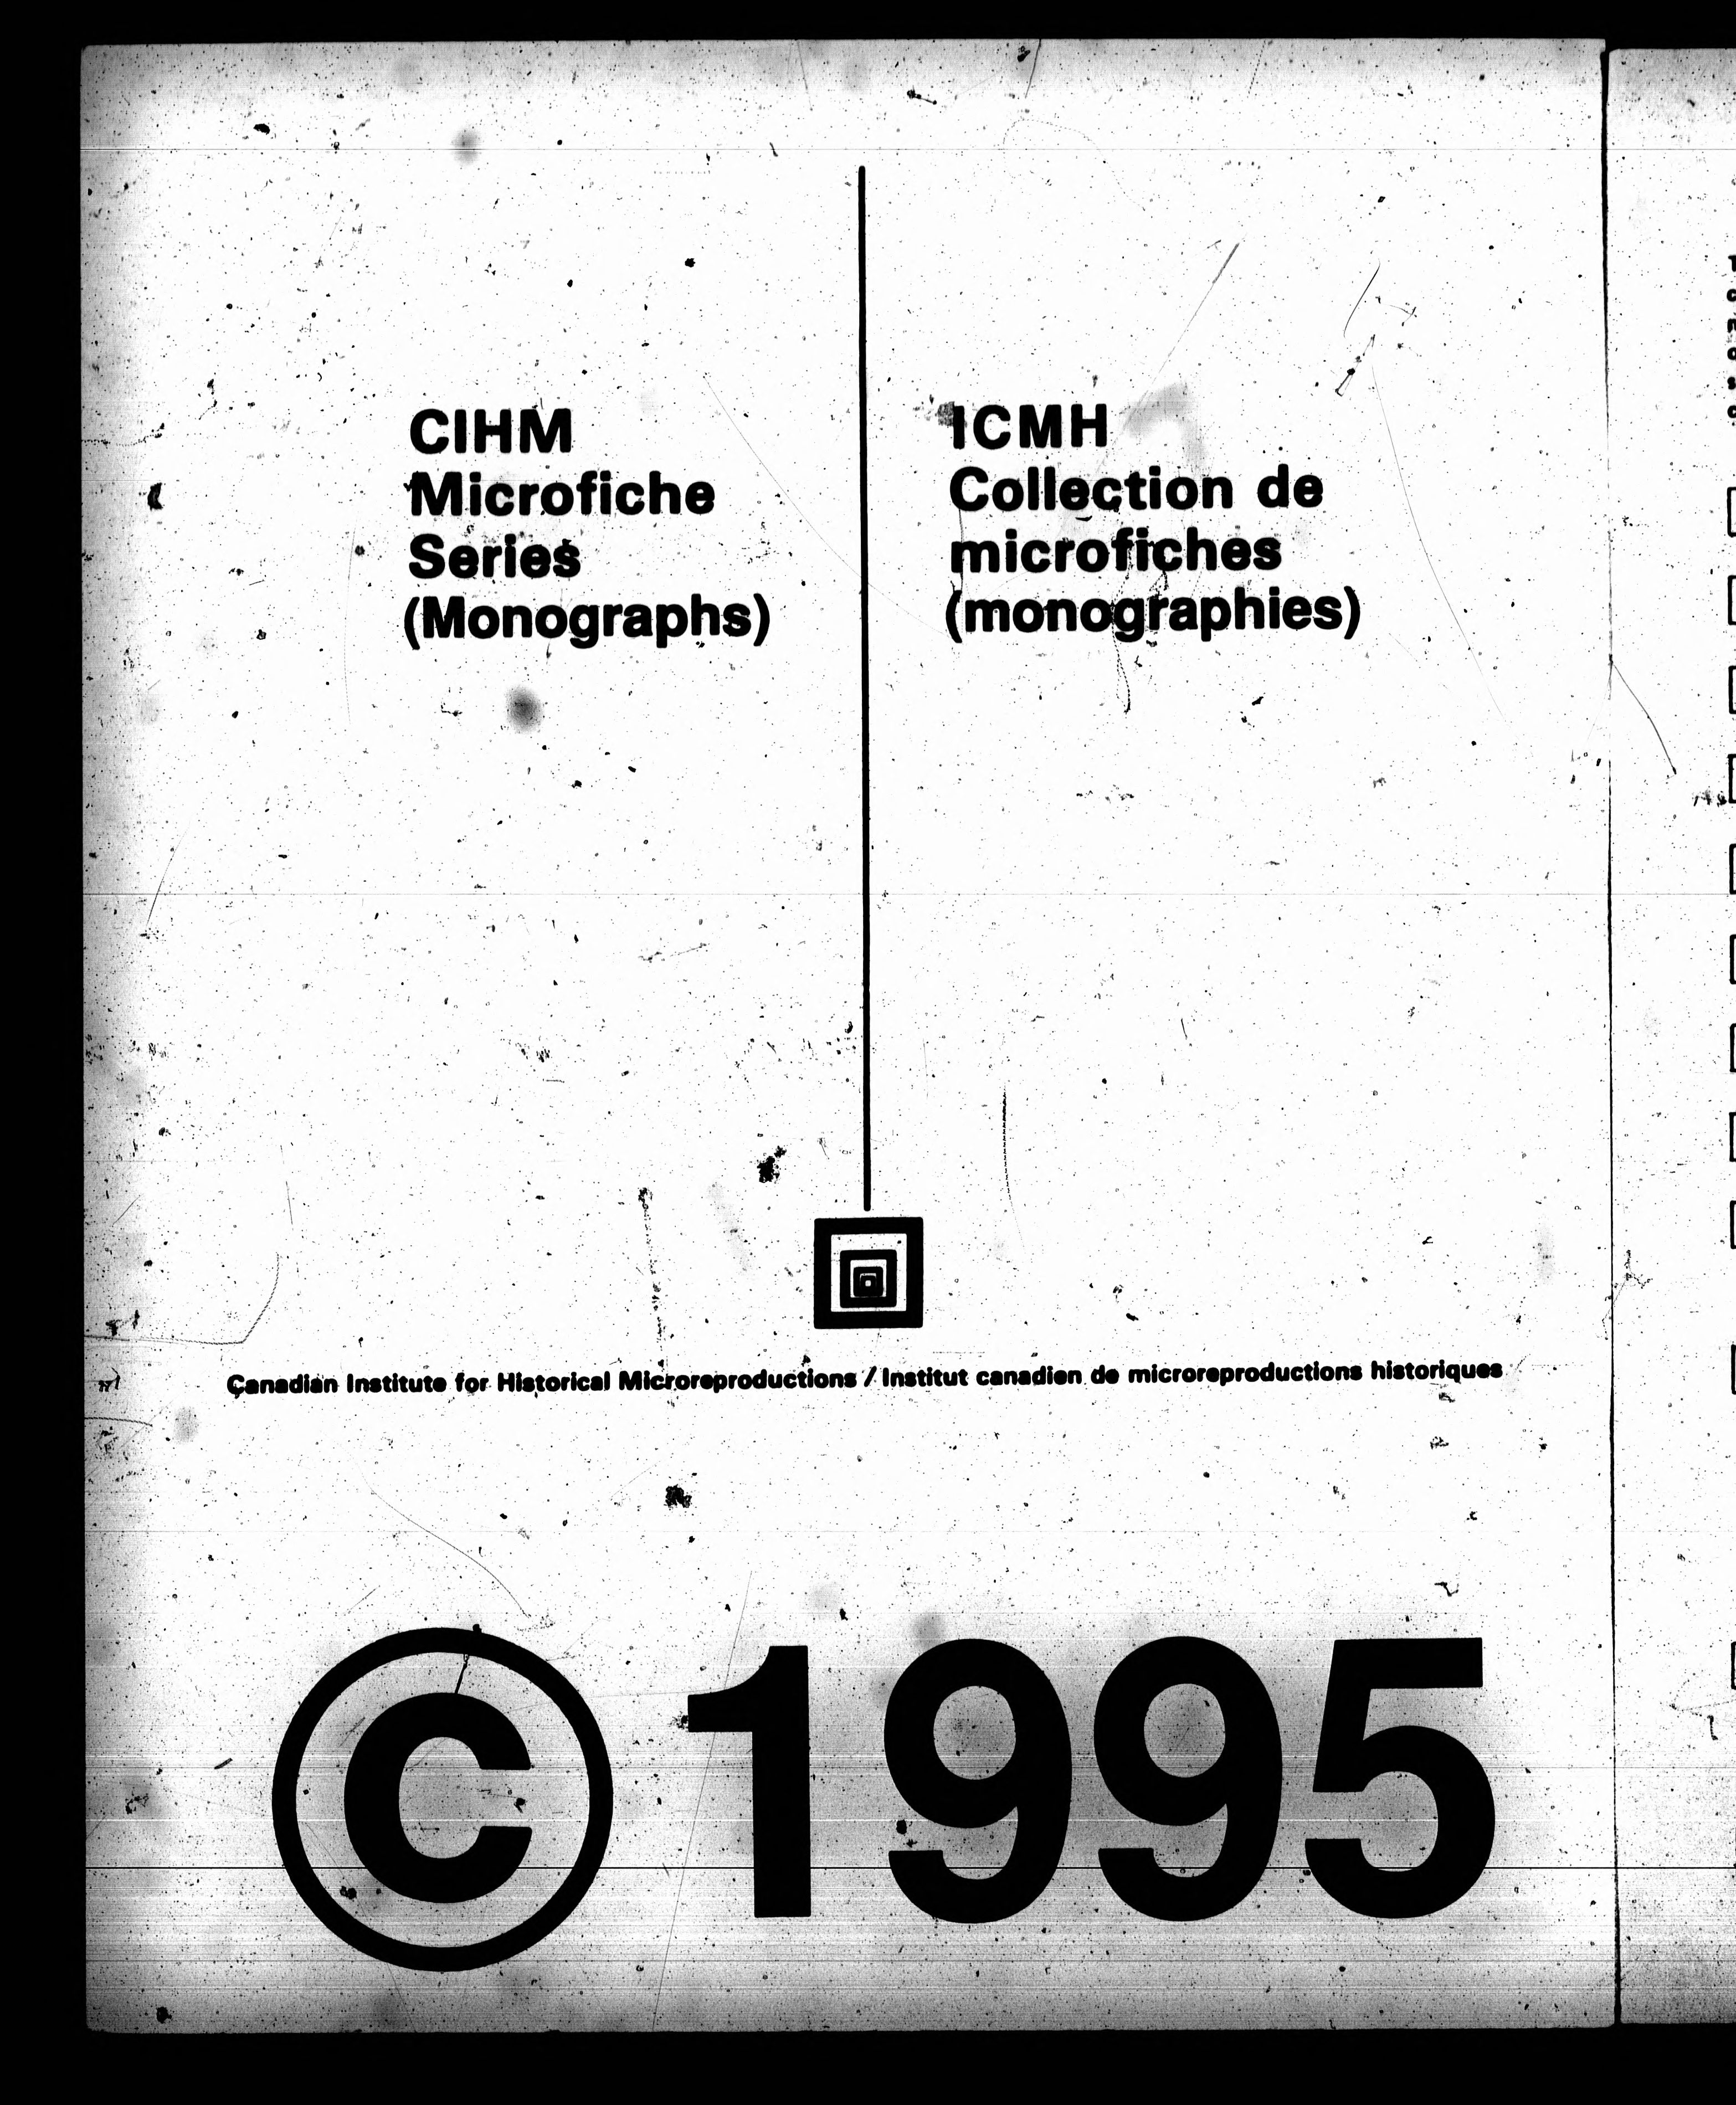 CIHM
Microfiche
Series
(Monographs)
ICMH
Collection de
microfiches
(monographies)
Canadian Institute for Historical Microreproductions / Institut canadien de microreproductions historiques
© 1995